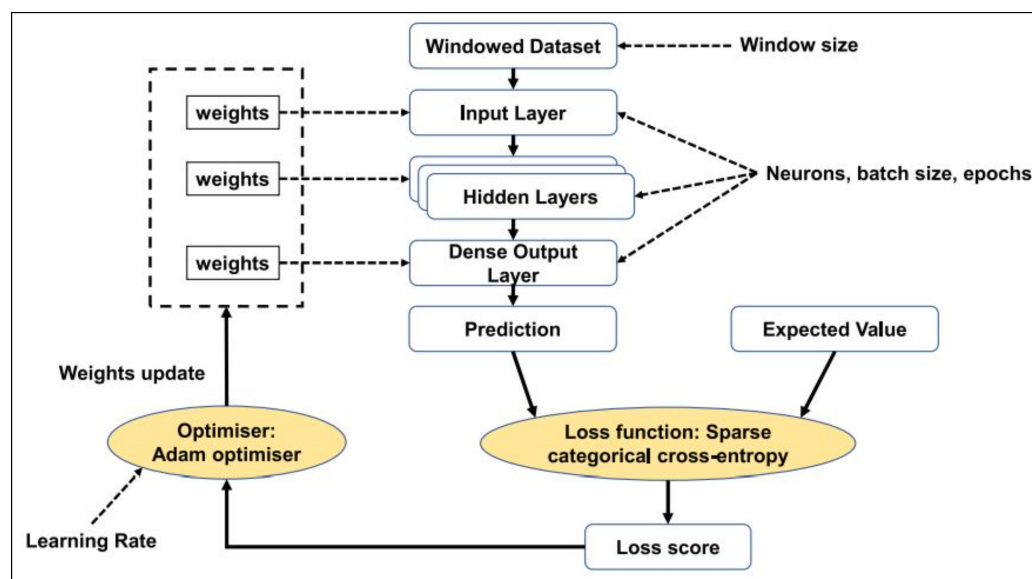 Windowed Dataset
Window size
weights
Input Layer
weights
Hidden Layers
Neurons, batch size, epochs
weights
Dense Output
Layer
Prediction
Expected Value
Weights update
Optimiser:
Adam optimiser
Loss function: Sparse
categorical cross-entropy
Learning Rate
Loss score